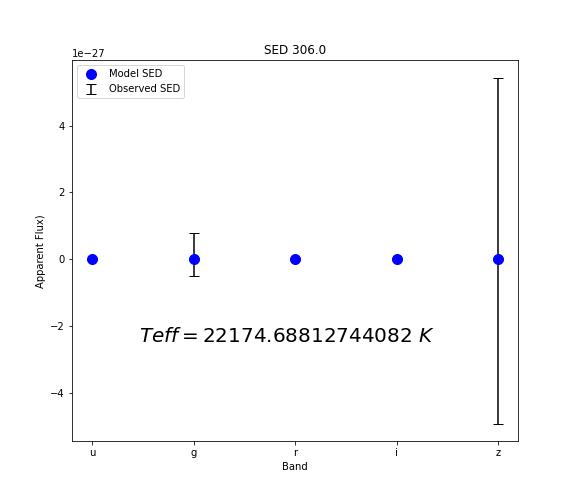 SED 306.0
1e−27
Model SED
Observed SED
4
2
0
−2
−4
Apparent Flux)
Teff = 22174.68812744082 K
u g r i z
Band